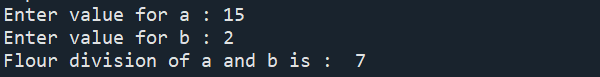 Enter value for a : 15
Enter value for b : 2
Flour division of a and b is :  7